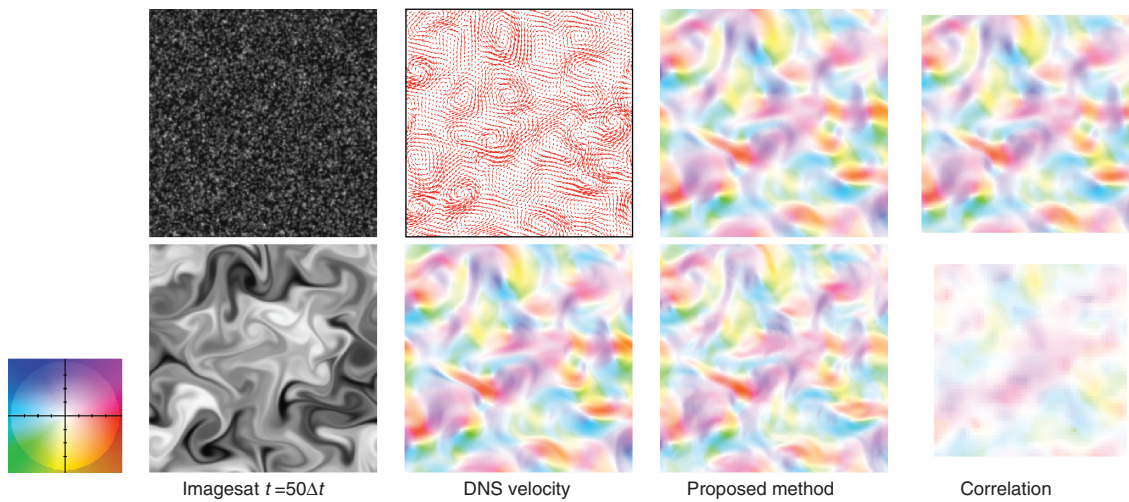 Imagesat t =50Δt
DNS velocity
Proposed method
Correlation